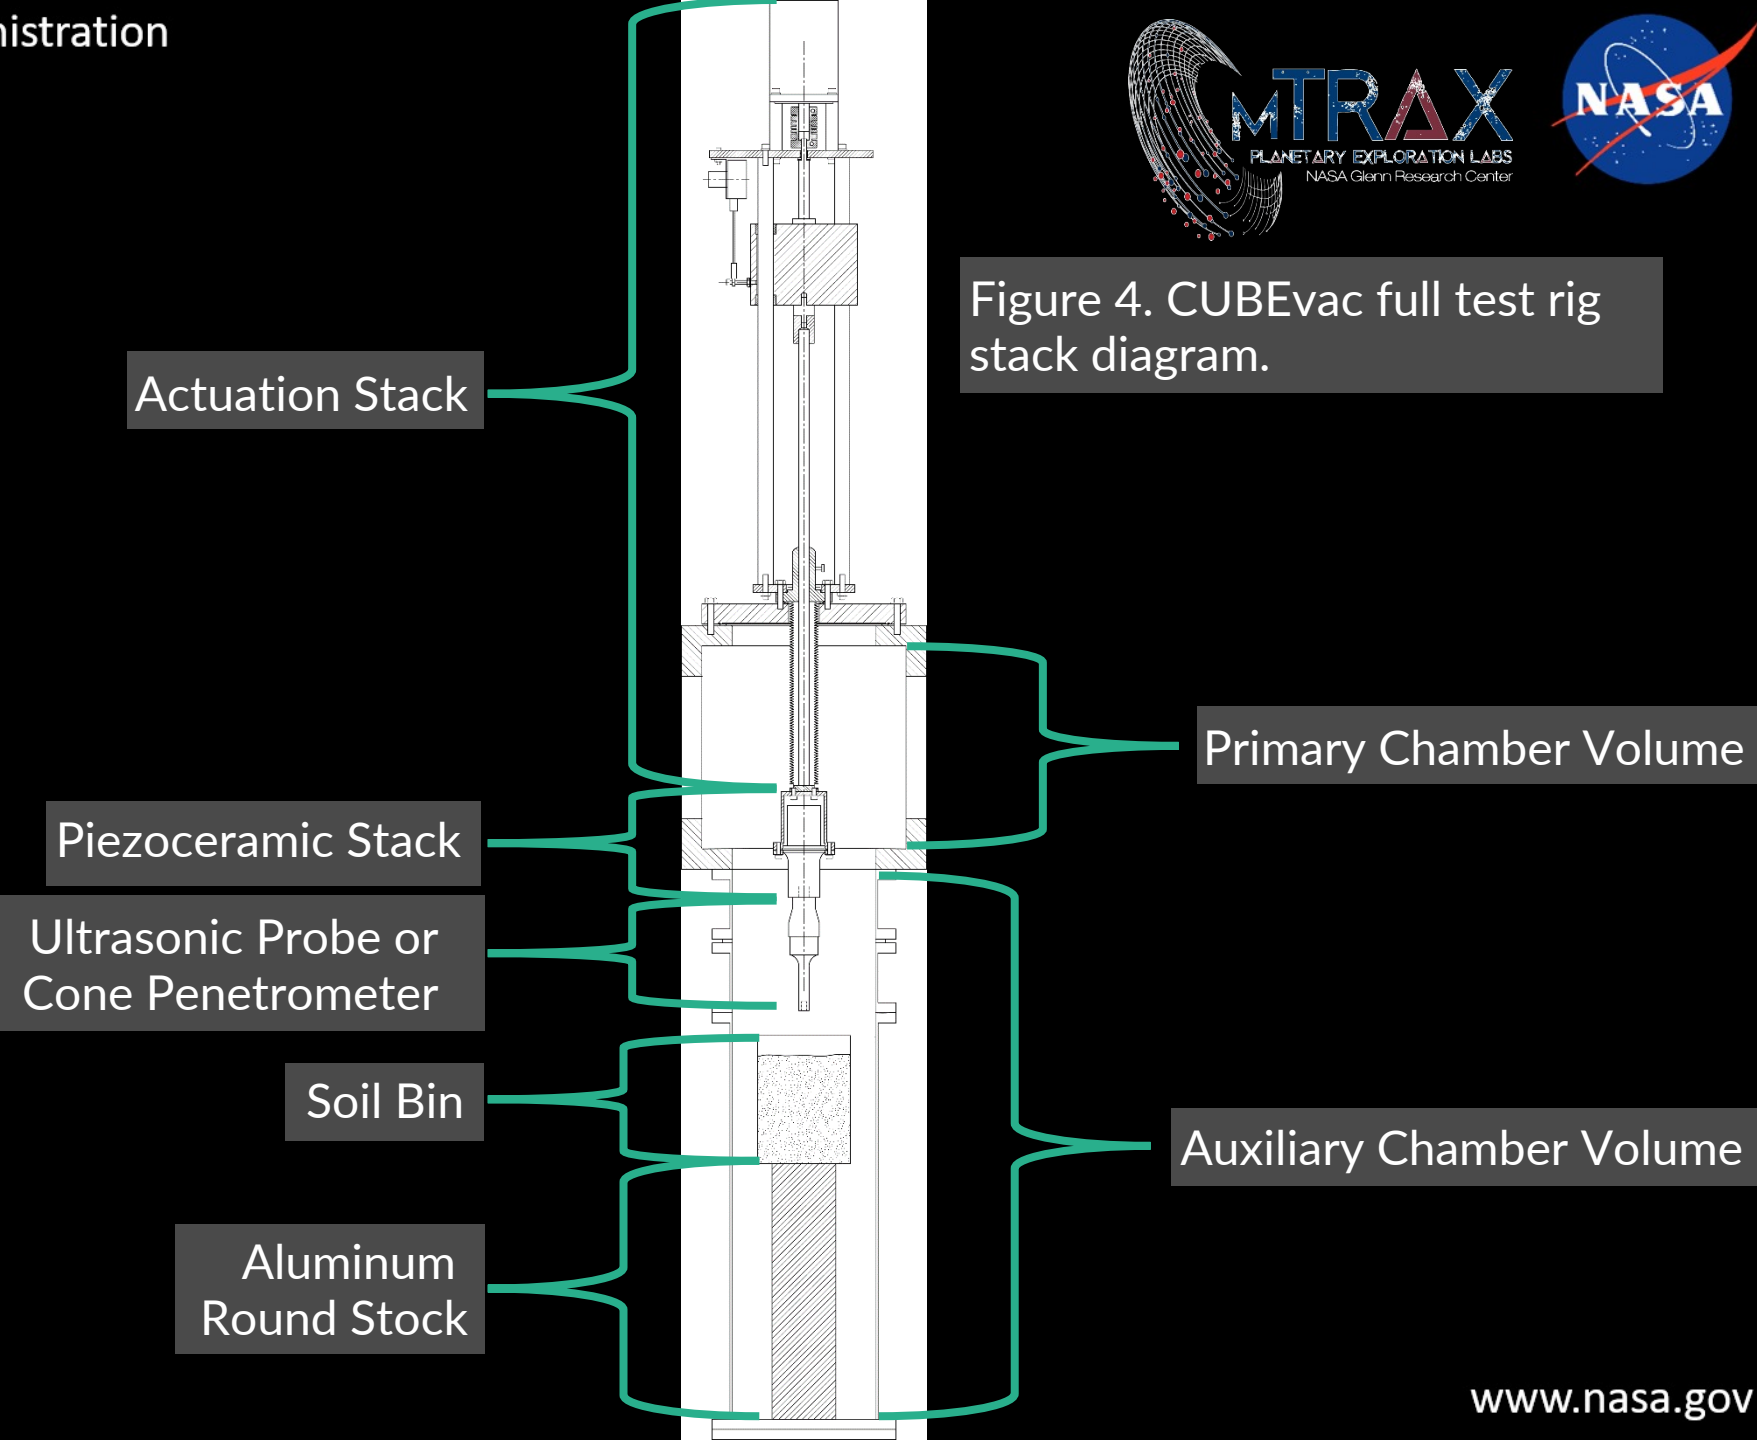 nistration
mTRAX
PLANETARY EXPLORATION LABS
NASA Glenn Research Center
NASA
Figure 4. CUBEvac full test rig
stack diagram.
Actuation Stack
Primary Chamber Volume
Piezoceramic Stack
Ultrasonic Probe or
Cone Penetrometer
Soil Bin
Auxiliary Chamber Volume
Aluminum
Round Stock
www.nasa.gov